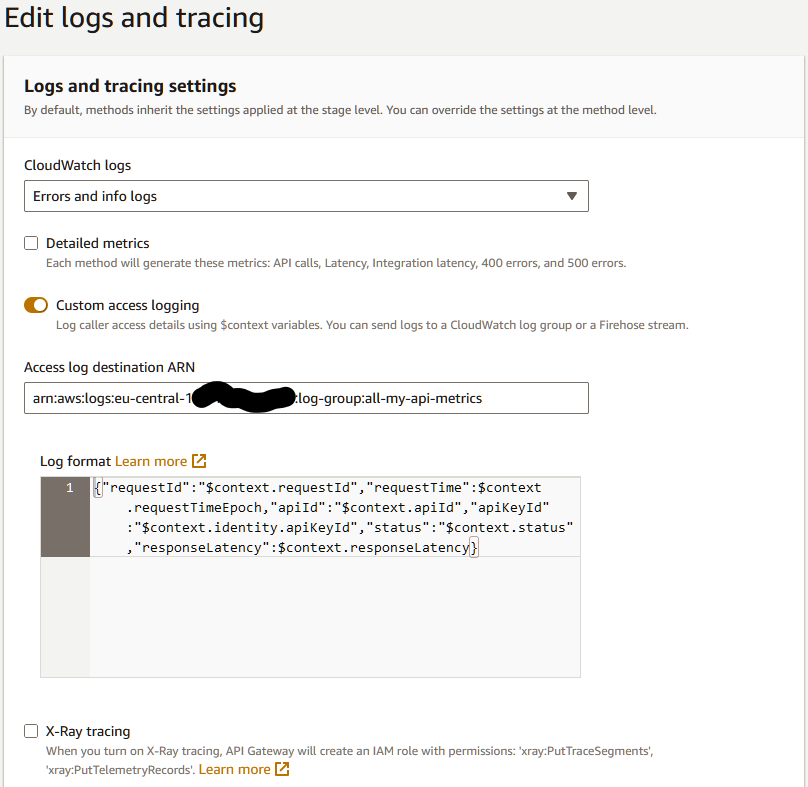 Edit logs and tracing
Logs and tracing settings
By default, methods inherit the settings applied at the stage level. You can override the settings at the method level.
CloudWatch logs
Errors and info logs
Detailed metrics
Each method will generate these metrics: API calls, Latency, Integration latency, 400 errors, and 500 errors.
Custom access logging
Log caller access details using $context variables. You can send logs to a CloudWatch log group or a Firehose stream.
Access log destination ARN
arn:aws:logs:eu-central-1 :log-group:all-my-api-metrics
Log format Learn more
1 {"requestId":"$context.requestId","requestTime":$context
.requestTimeEpoch,"apiId":"$context.apiId","apiKeyId"
:"$context.identity.apiKeyId","status":"$context.status"
,"responseLatency":$context.responseLatency}
X-Ray tracing
When you turn on X-Ray tracing, API Gateway will create an IAM role with permissions: 'xray:PutTraceSegments',
'xray:PutTelemetryRecords'. Learn more